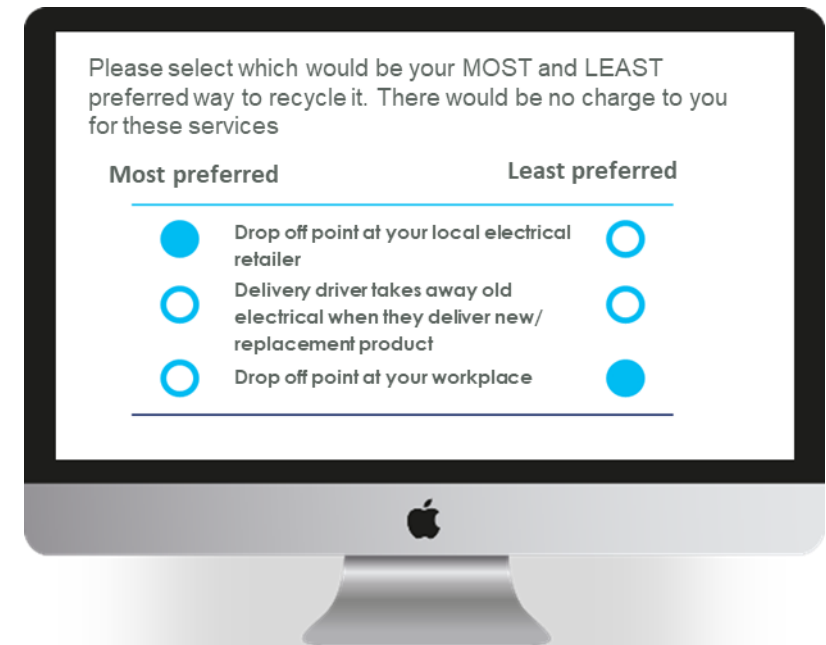 Please select which would be your MOST and LEAST
preferred way to recycle it. There would be no charge to you
for these services
Most preferred
Least preferred
Drop off point at your local electrical
retailer
Delivery driver takes away old
electrical when they deliver new/
replacement product
Drop off point at your workplace